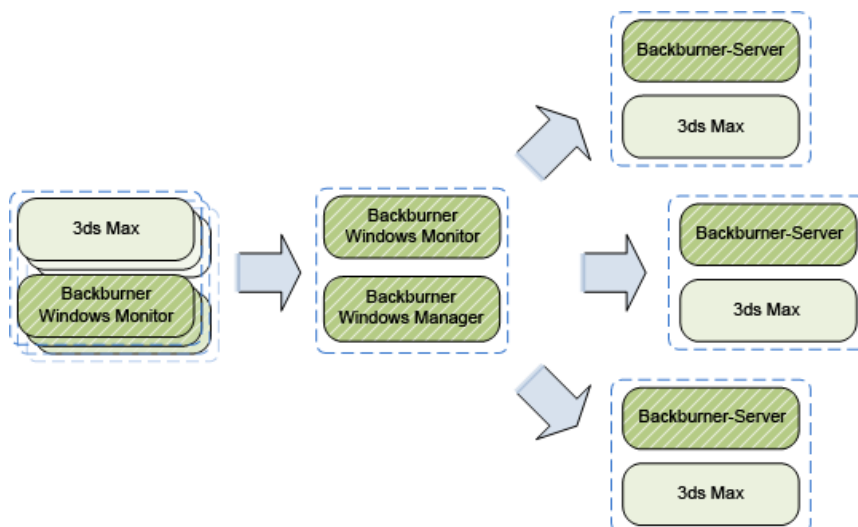 3ds Max
Backburner
Windows Monitor
Backburner
Windows Monitor
Backburner
Windows Manager
Backburner-Server
3ds Max
Backburner-Server
3ds Max
Backburner-Server
3ds Max